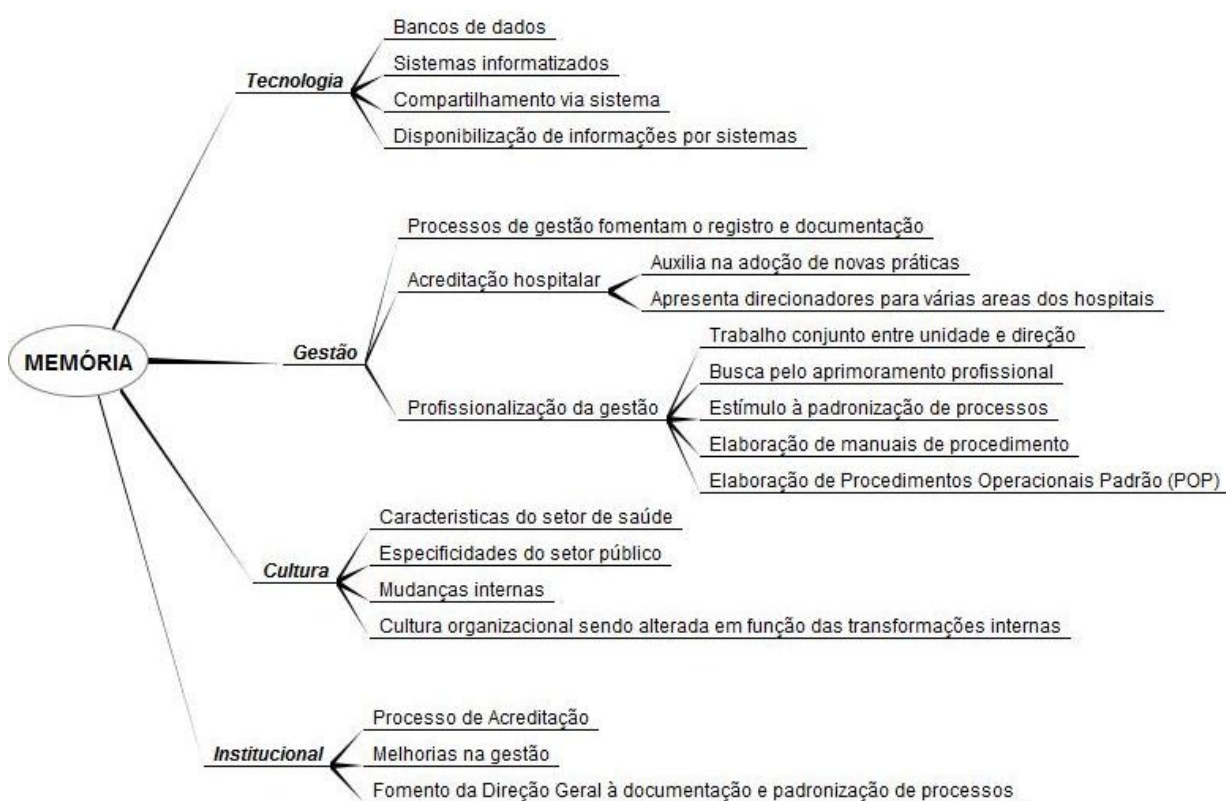 MEMÓRIA
Tecnologia
Bancos de dados
Sistemas informatizados
Compartilhamento via sistema
Disponibilização de informações por sistemas
Gestão
Processos de gestão fomentam o registro e documentação
Acreditação hospitalar
Auxilia na adoção de novas práticas
Apresenta direcionadores para várias areas dos hospitais
Profissionalização da gestão
Trabalho conjunto entre unidade e direção
Busca pelo aprimoramento profissional
Estímulo à padronização de processos
Elaboração de manuais de procedimento
Elaboração de Procedimentos Operacionais Padrão (POP)
Cultura
Caracteristicas do setor de saúde
Especificidades do setor público
Mudanças internas
Cultura organizacional sendo alterada em função das transformações internas
Institucional
Processo de Acreditação
Melhorias na gestão
Fomento da Direção Geral à documentação e padronização de processos